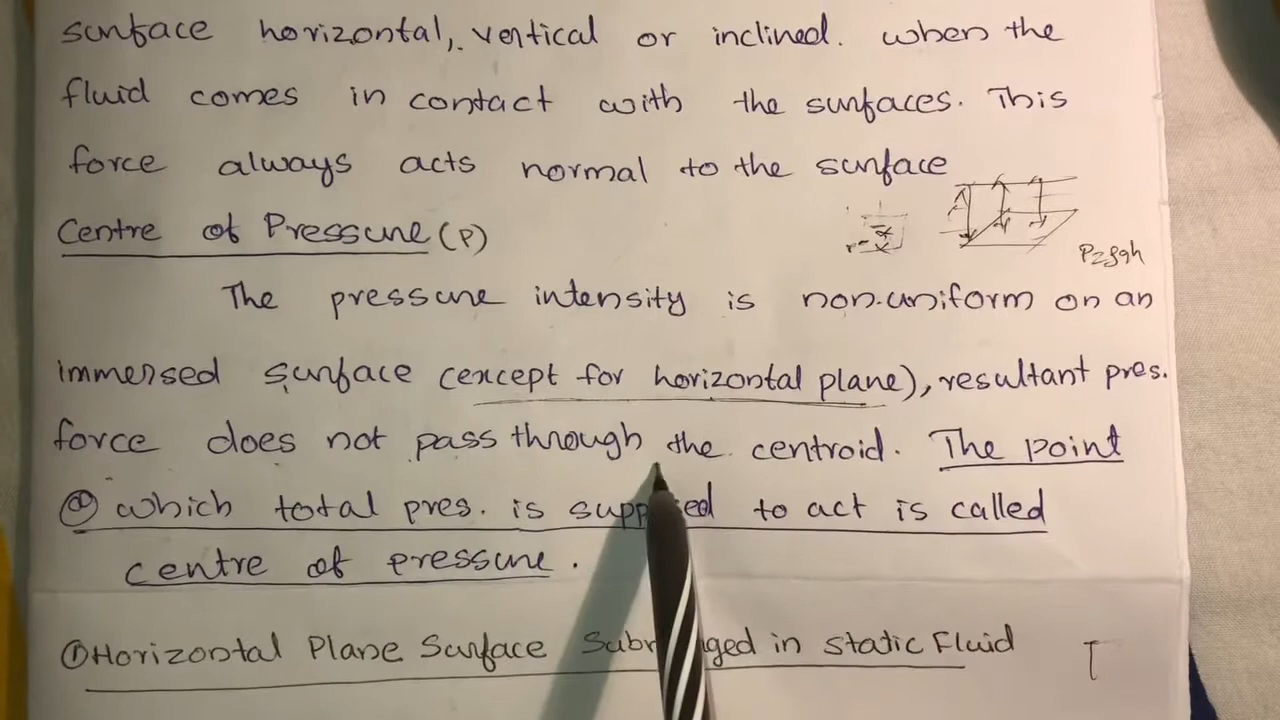 surface horizontal, vertical or inclined. when the
fluid comes in contact with the surfaces. This
force always acts normal to the surface
Centre of Pressure (P)
P=ρgh
The pressure intensity is non-uniform on an
immersed surface (except for horizontal plane), resultant pres.
force does not pass through the centroid. The point
@ which total pres. is to act is called
centre of pressure.
① Horizontal Plane Surface in static Fluid